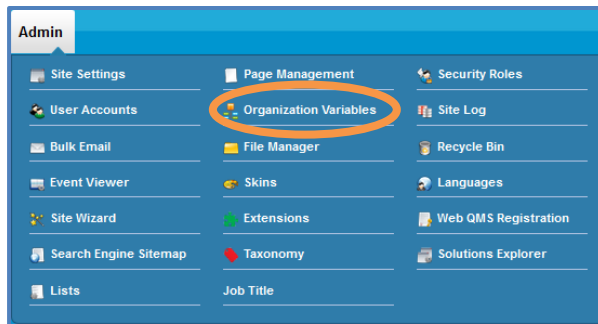 Admin
Site Settings
Page Management
Security Roles
User Accounts
Organization Variables
Site Log
Bulk Email
File Manager
Recycle Bin
Event Viewer
Skins
Languages
Site Wizard
Extensions
Web QMS Registration
Search Engine Sitemap
Taxonomy
Solutions Explorer
Lists
Job Title